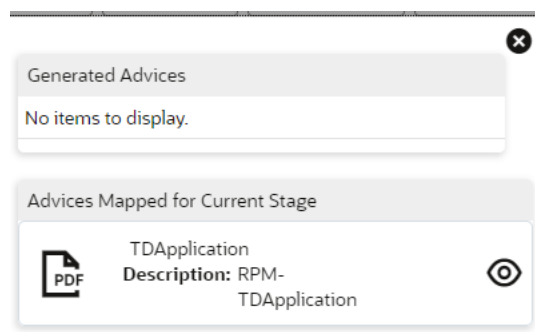 Generated Advices
No items to display.
Advices Mapped for Current Stage
TDApplication
PDF
Description: RPM-
TDApplication